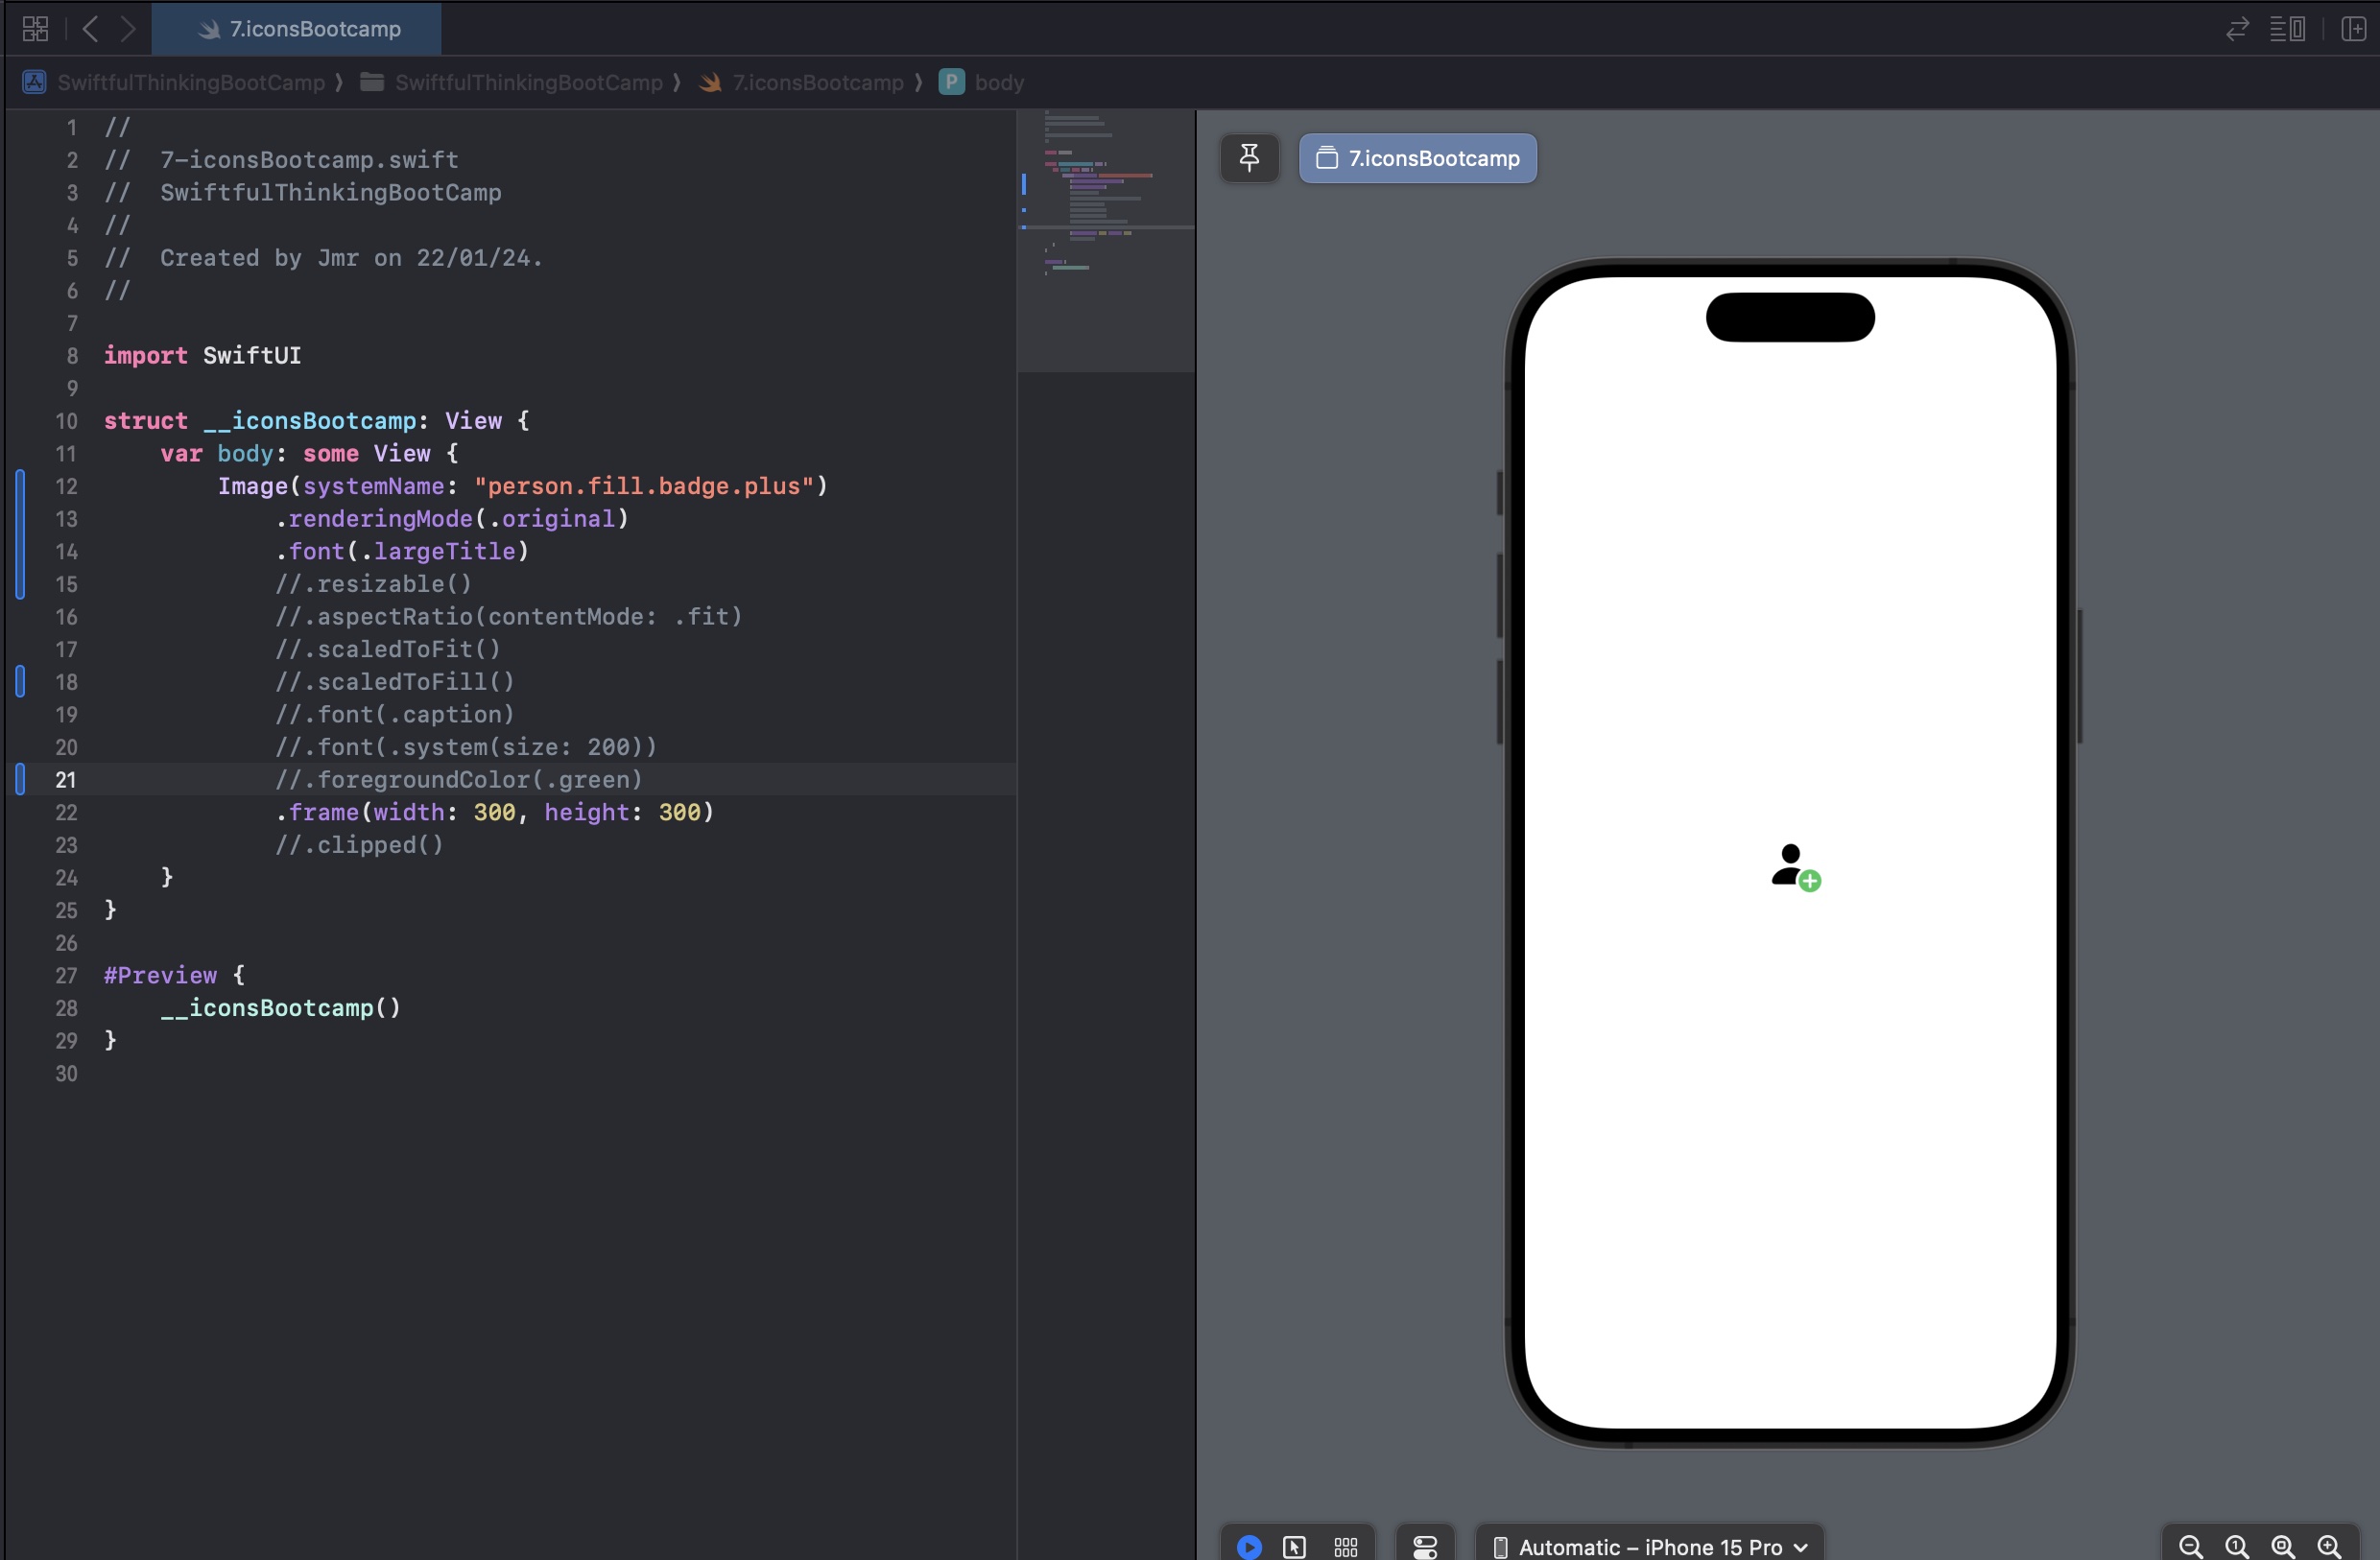 7.iconsBootcamp
SwiftfulThinkingBootCamp ⟩ SwiftfulThinkingBootCamp ⟩ 7.iconsBootcamp ⟩ P body
1 //
2 //  7-iconsBootcamp.swift
3 //  SwiftfulThinkingBootCamp
4 //
5 //  Created by Jmr on 22/01/24.
6 //
7
8 import SwiftUI
9
10 struct __iconsBootcamp: View {
11     var body: some View {
12         Image(systemName: "person.fill.badge.plus")
13             .renderingMode(.original)
14             .font(.largeTitle)
15             //.resizable()
16             //.aspectRatio(contentMode: .fit)
17             //.scaledToFit()
18             //.scaledToFill()
19             //.font(.caption)
20             //.font(.system(size: 200))
21             //.foregroundColor(.green)
22             .frame(width: 300, height: 300)
23             //.clipped()
24     }
25 }
26
27 #Preview {
28     __iconsBootcamp()
29 }
30
7.iconsBootcamp
Automatic – iPhone 15 Pro